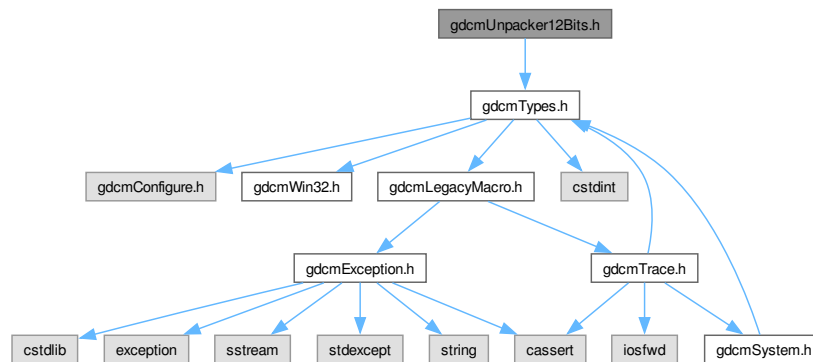 gdcmUnpacker12Bits.h
gdcmTypes.h
gdcmConfigure.h
gdcmWin32.h
gdcmLegacyMacro.h
cstdint
gdcmException.h
gdcmTrace.h
cstdlib
exception
sstream
stdexcept
string
cassert
iosfwd
gdcmSystem.h